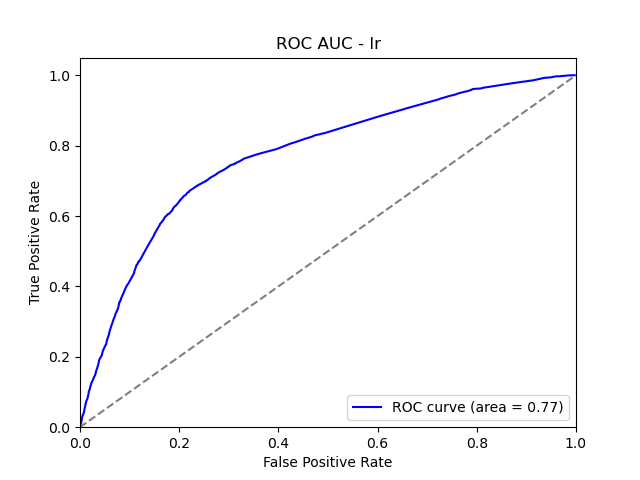 ROC AUC - lr
1.0
0.8
0.6
0.4
0.2
0.0
True Positive Rate
ROC curve (area = 0.77)
0.0 0.2 0.4 0.6 0.8 1.0
False Positive Rate